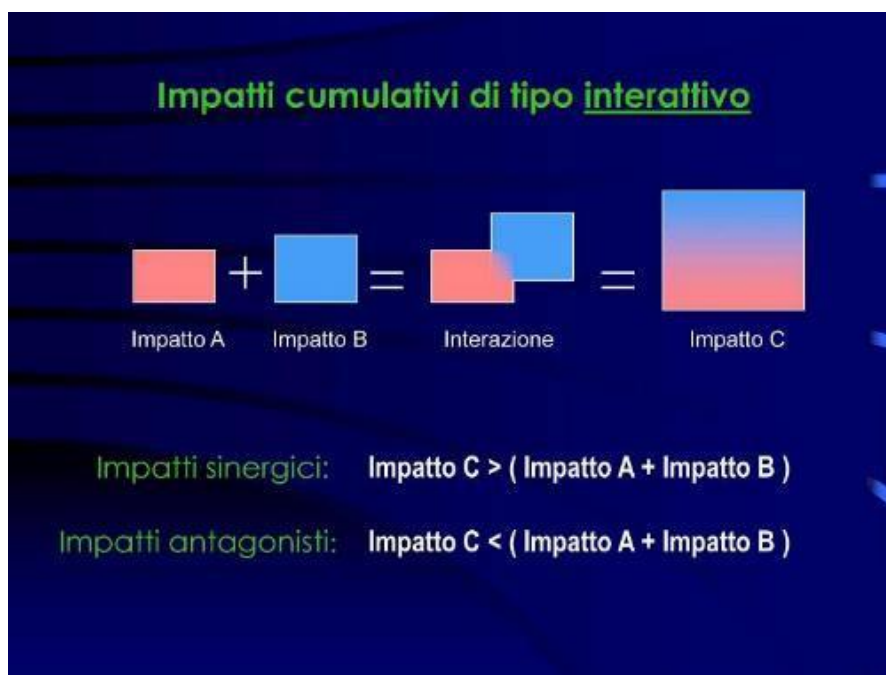 Impatti cumulativi di tipo interattivo
+ = =
Impatto A Impatto B Interazione Impatto C
Impatti sinergici: Impatto C > ( Impatto A + Impatto B )
Impatti antagonisti: Impatto C < ( Impatto A + Impatto B )